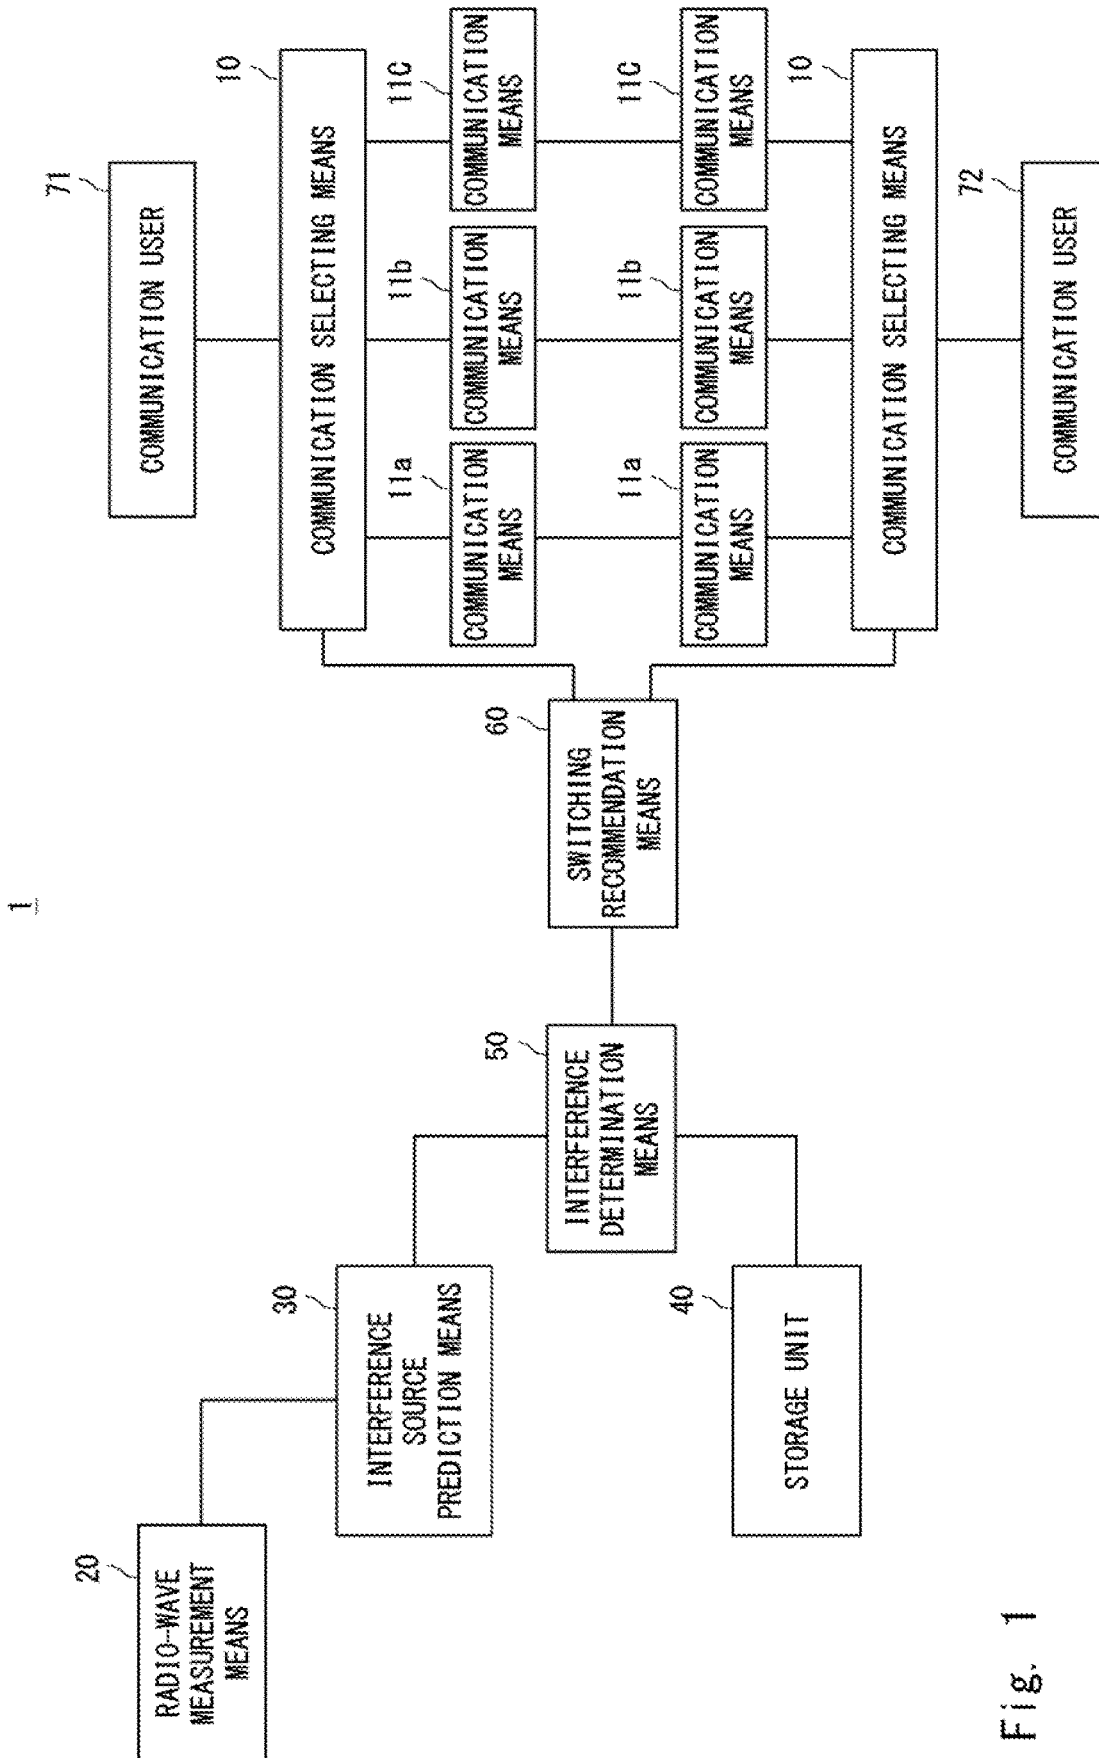 1
20
RADIO-WAVE
MEASUREMENT
MEANS
30
INTERFERENCE
SOURCE
PREDICTION MEANS
40
STORAGE UNIT
50
INTERFERENCE
DETERMINATION
MEANS
60
SWITCHING
RECOMMENDATION
MEANS
71
COMMUNICATION USER
10
COMMUNICATION SELECTING MEANS
11a
COMMUNICATION
MEANS
11b
COMMUNICATION
MEANS
11C
COMMUNICATION
MEANS
11a
COMMUNICATION
MEANS
11b
COMMUNICATION
MEANS
11C
COMMUNICATION
MEANS
10
COMMUNICATION SELECTING MEANS
72
COMMUNICATION USER
Fig. 1